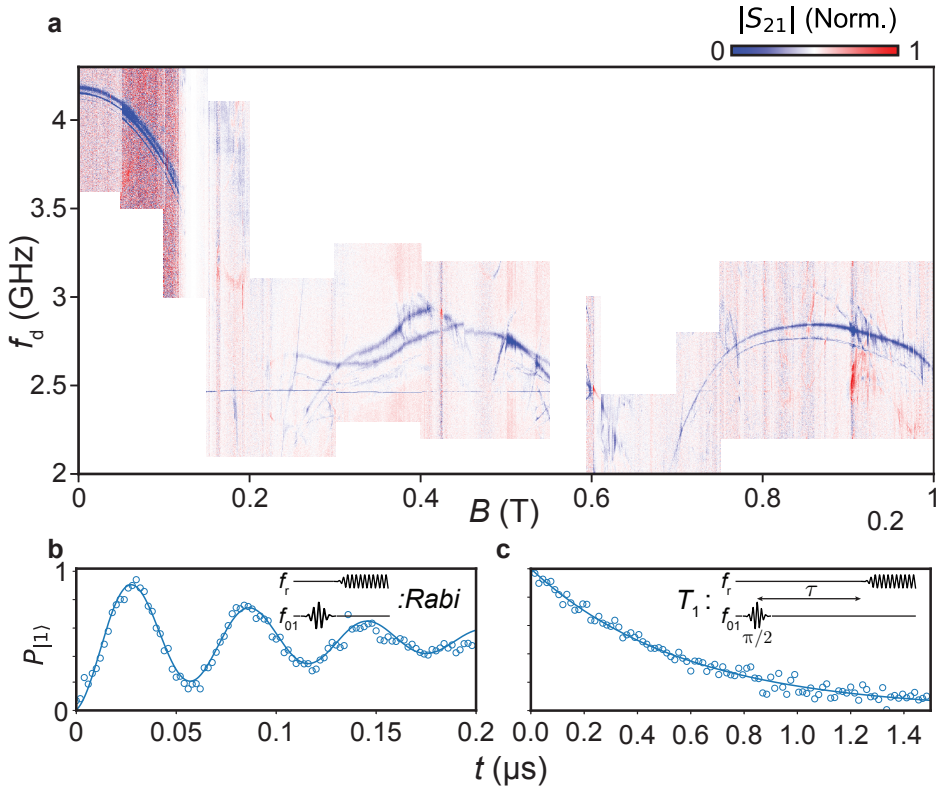 a
|S21| (Norm.)
0 1
fd (GHz)
4
3.5
3
2.5
2
0 0.2 0.4 0.6 0.8 1
B (T)
0.2
b
c
P|1⟩
1
0
fr
f01
:Rabi
0 0.05 0.1 0.15 0.2
T1:
fr
f01
τ
π/2
0.0 0.2 0.4 0.6 0.8 1.0 1.2 1.4
t (μs)